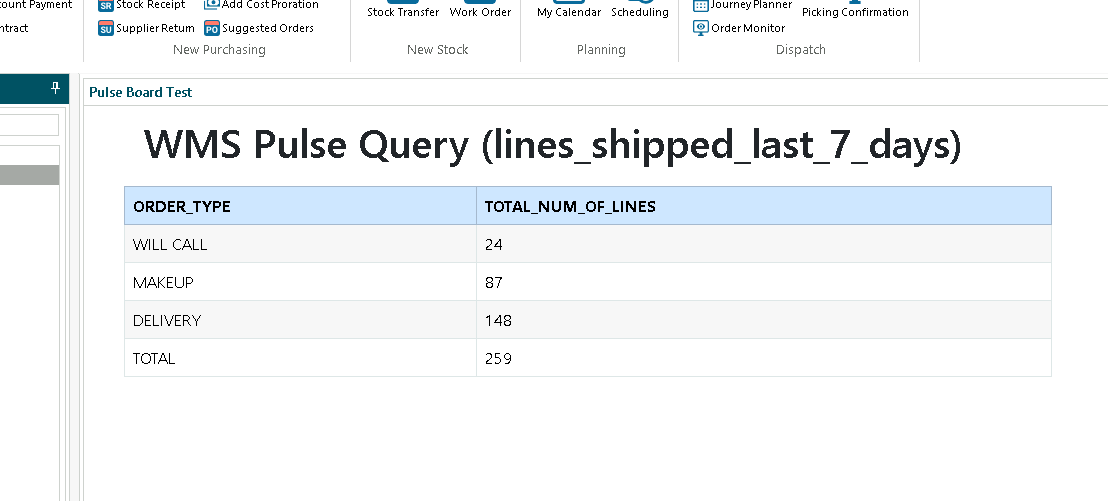 ount Payment
Stock Receipt
Add Cost Proration
Stock Transfer
Work Order
My Calendar
Scheduling
Journey Planner
Picking Confirmation
ntract
SU Supplier Return
PO Suggested Orders
Order Monitor
New Purchasing
New Stock
Planning
Dispatch
Pulse Board Test
WMS Pulse Query (lines_shipped_last_7_days)
ORDER_TYPE TOTAL_NUM_OF_LINES
WILL CALL 24
MAKEUP 87
DELIVERY 148
TOTAL 259